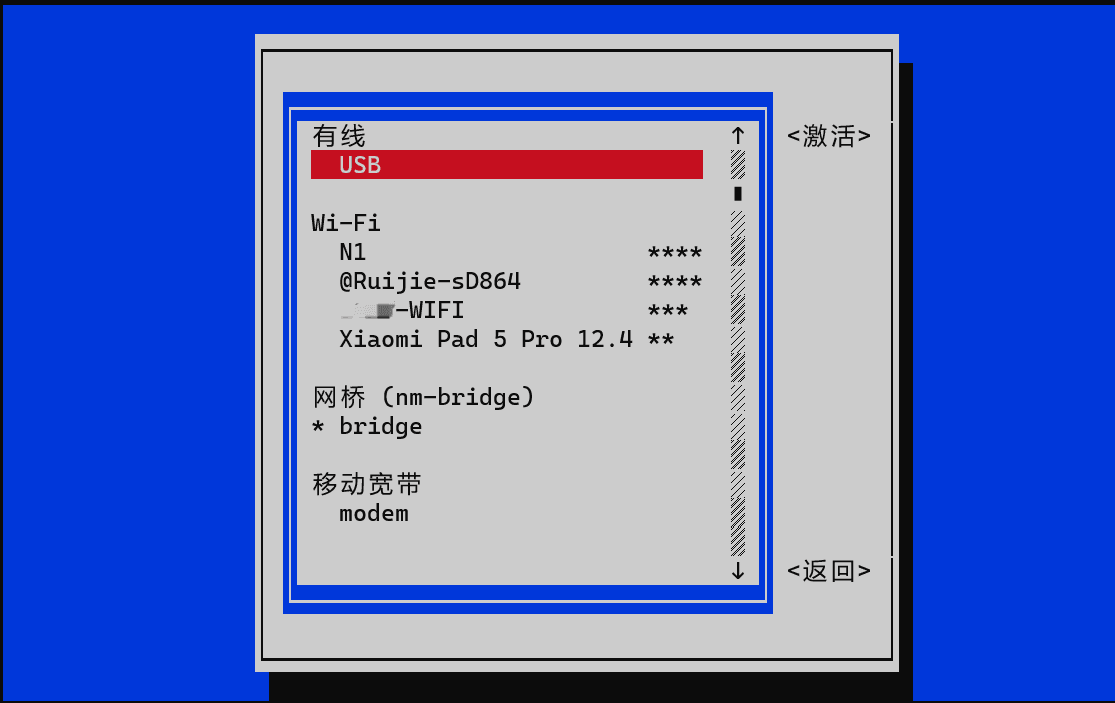 有线
USB
Wi-Fi
N1 ****
@Ruijie-sD864 ****
-WIFI ***
Xiaomi Pad 5 Pro 12.4 **
网桥 (nm-bridge)
* bridge
移动宽带
modem
<激活>
<返回>